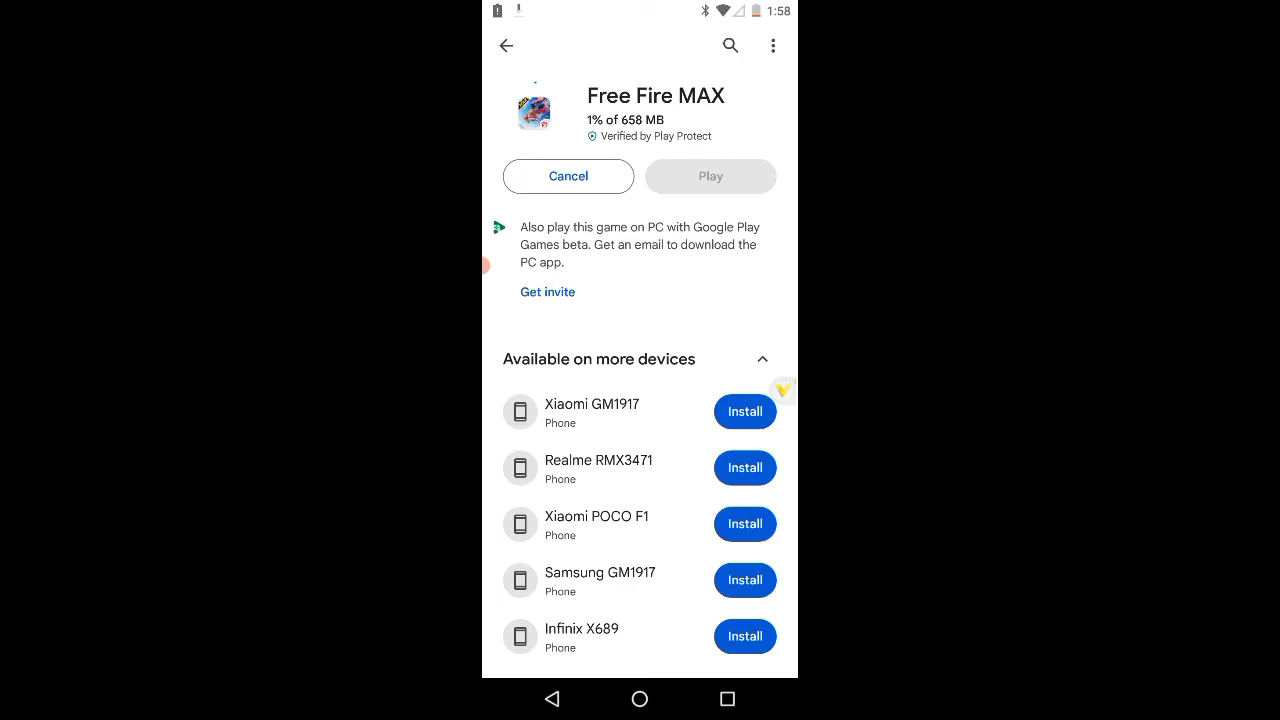 1:58
Free Fire MAX
1% of 658 MB
Verified by Play Protect
Cancel
Play
Also play this game on PC with Google Play
Games beta. Get an email to download the
PC app.
Get invite
Available on more devices
Xiaomi GM1917
Phone
Install
Realme RMX3471
Phone
Install
Xiaomi POCO F1
Phone
Install
Samsung GM1917
Phone
Install
Infinix X689
Phone
Install